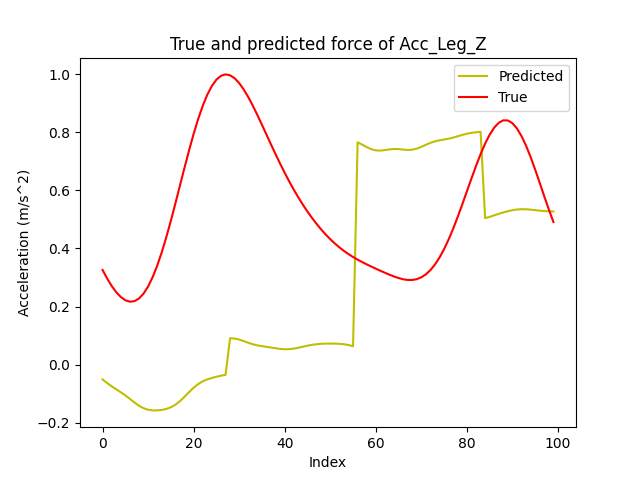 True and predicted force of Acc_Leg_Z
Predicted
True
Acceleration (m/s^2)
1.0
0.8
0.6
0.4
0.2
0.0
−0.2
0 20 40 60 80 100
Index